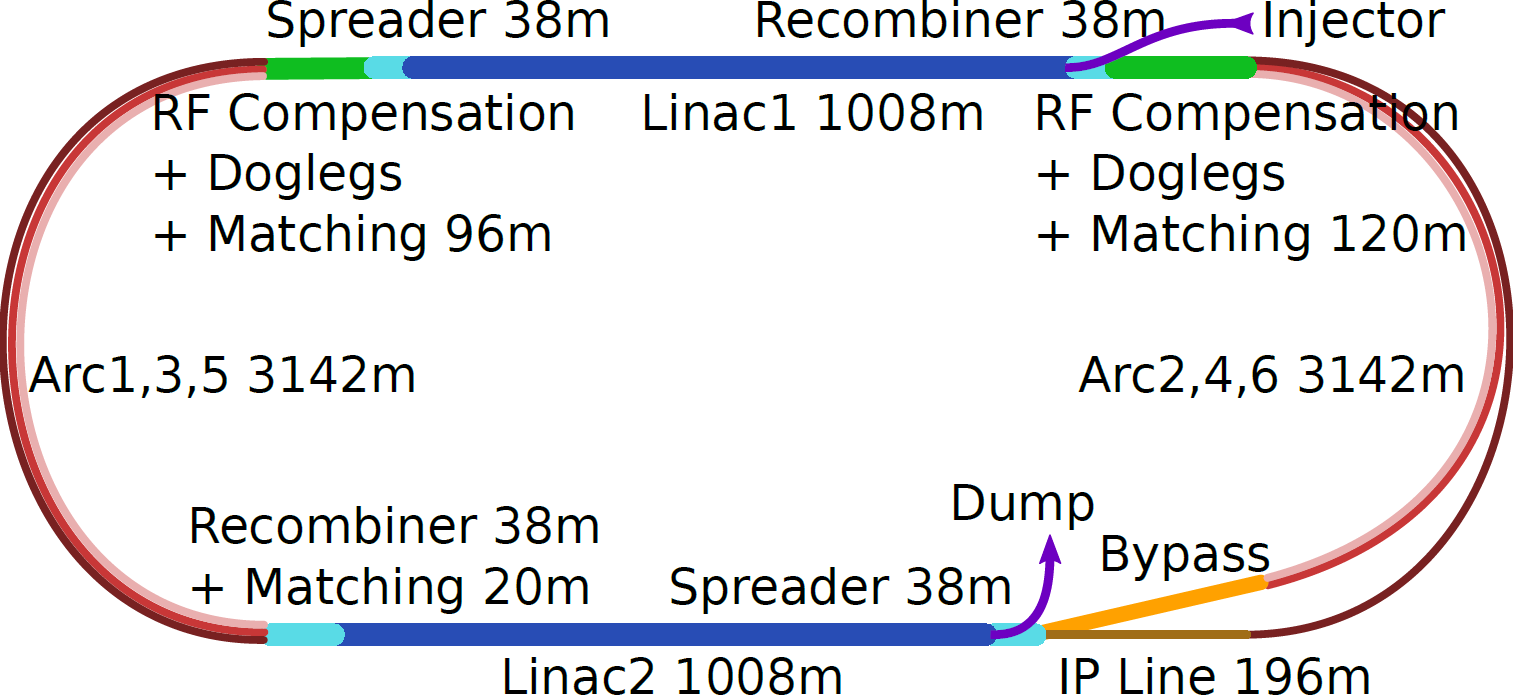 Spreader 38m
Recombiner 38m
Injector
RF Compensation
+ Doglegs
+ Matching 96m
Linac1 1008m
RF Compensation
+ Doglegs
+ Matching 120m
Arc1,3,5 3142m
Arc2,4,6 3142m
Recombiner 38m
+ Matching 20m
Spreader 38m
Dump
Bypass
Linac2 1008m
IP Line 196m